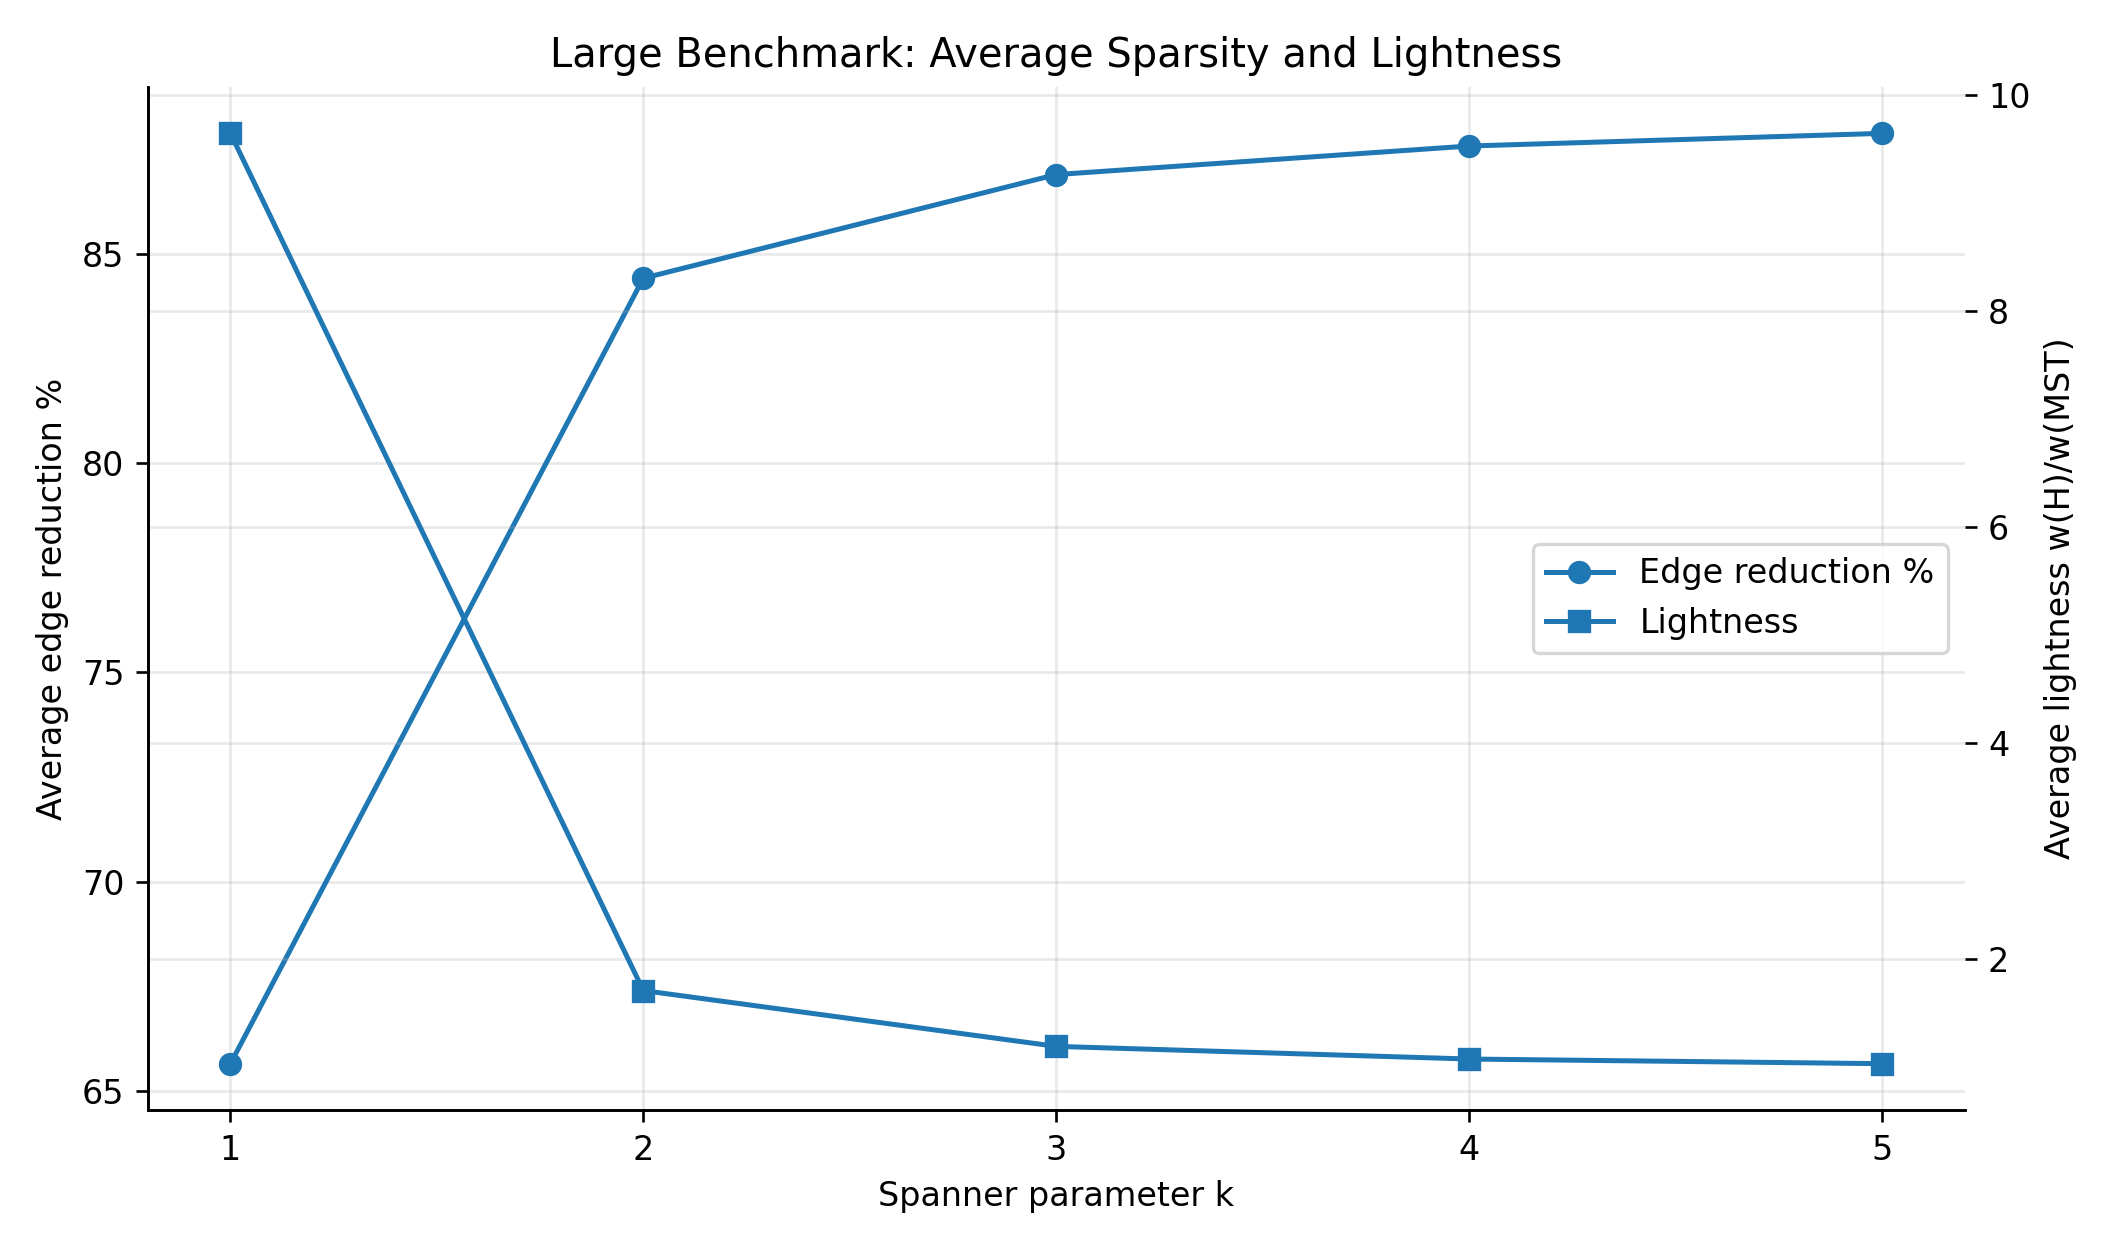 Large Benchmark: Average Sparsity and Lightness
Average edge reduction %
85
80
75
70
65
10
8
6
4
2
Average lightness w(H)/w(MST)
Edge reduction %
Lightness
1 2 3 4 5
Spanner parameter k